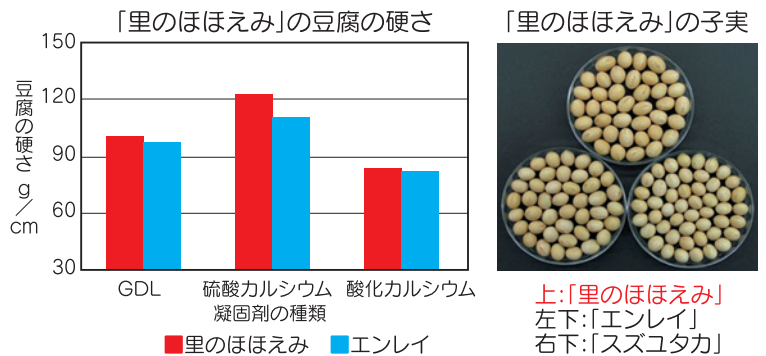 「里のほほえみ」の豆腐の硬さ
150
120
90
60
30
豆腐の硬さ g/cm
GDL
硫酸カルシウム
酸化カルシウム
凝固剤の種類
里のほほえみ
エンレイ
「里のほほえみ」の子実
上:「里のほほえみ」
左下:「エンレイ」
右下:「スズユタカ」